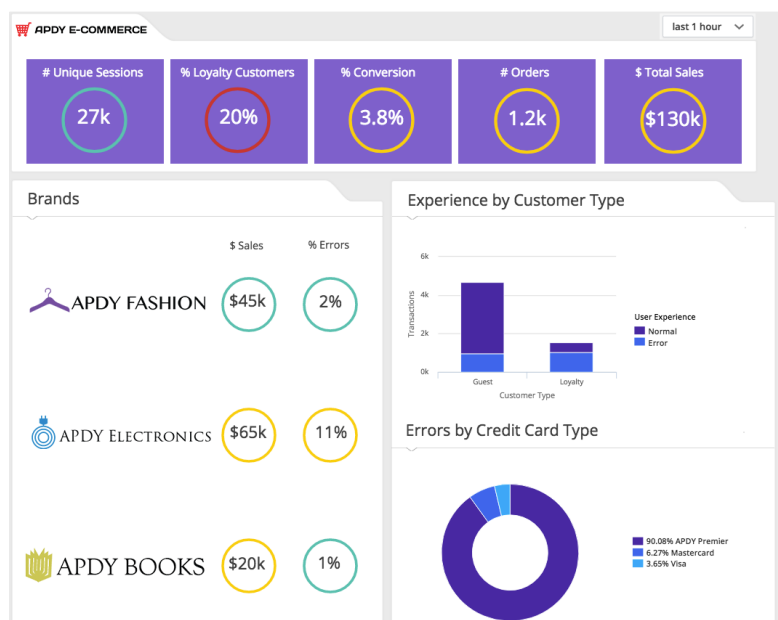 APDY E-COMMERCE
last 1 hour
# Unique Sessions
27k
% Loyalty Customers
20%
% Conversion
3.8%
# Orders
1.2k
$ Total Sales
$130k
Brands
$ Sales
% Errors
APDY FASHION
$45k
2%
APDY ELECTRONICS
$65k
11%
APDY BOOKS
$20k
1%
Experience by Customer Type
6k
4k
2k
0k
Transactions
Guest
Loyalty
Customer Type
User Experience
Normal
Error
Errors by Credit Card Type
90.08% APDY Premier
6.27% Mastercard
3.65% Visa